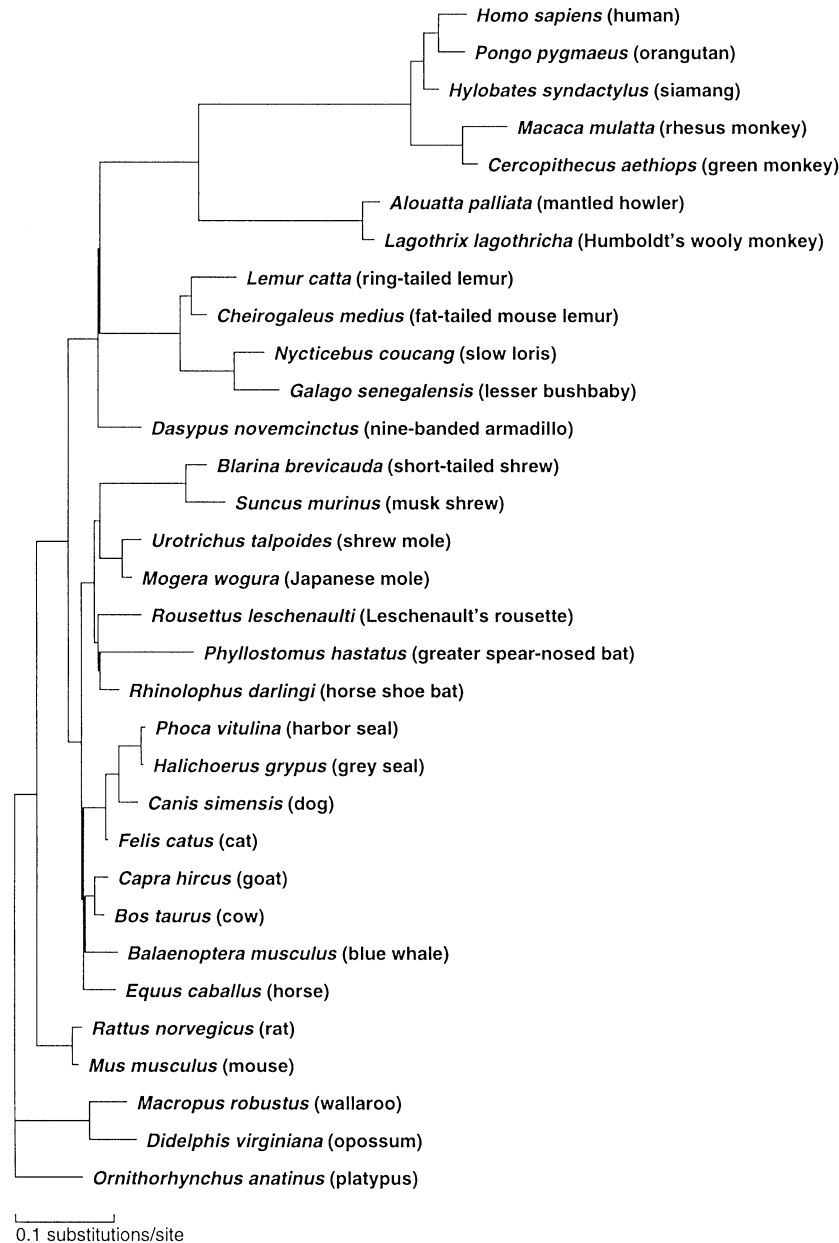 Homo sapiens (human)
Pongo pygmaeus (orangutan)
Hylobates syndactylus (siamang)
Macaca mulatta (rhesus monkey)
Cercopithecus aethiops (green monkey)
Alouatta palliata (mantled howler)
Lagothrix lagothricha (Humboldt's wooly monkey)
Lemur catta (ring-tailed lemur)
Cheirogaleus medius (fat-tailed mouse lemur)
Nycticebus coucang (slow loris)
Galago senegalensis (lesser bushbaby)
Dasypus novemcinctus (nine-banded armadillo)
Blarina brevicauda (short-tailed shrew)
Suncus murinus (musk shrew)
Urotrichus talpoides (shrew mole)
Mogera wogura (Japanese mole)
Rousettus leschenaulti (Leschenault's rousette)
Phyllostomus hastatus (greater spear-nosed bat)
Rhinolophus darlingi (horse shoe bat)
Phoca vitulina (harbor seal)
Halichoerus grypus (grey seal)
Canis simensis (dog)
Felis catus (cat)
Capra hircus (goat)
Bos taurus (cow)
Balaenoptera musculus (blue whale)
Equus caballus (horse)
Rattus norvegicus (rat)
Mus musculus (mouse)
Macropus robustus (wallaroo)
Didelphis virginiana (opossum)
Ornithorhynchus anatinus (platypus)
0.1 substitutions/site